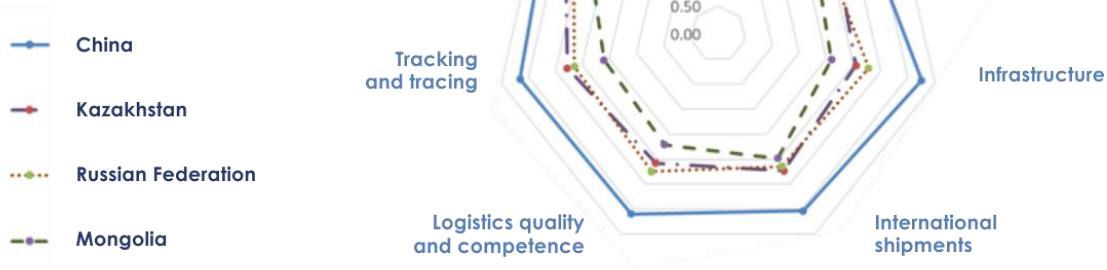 0.50
0.00
China
Kazakhstan
Russian Federation
Mongolia
Tracking
and tracing
Infrastructure
Logistics quality
and competence
International
shipments